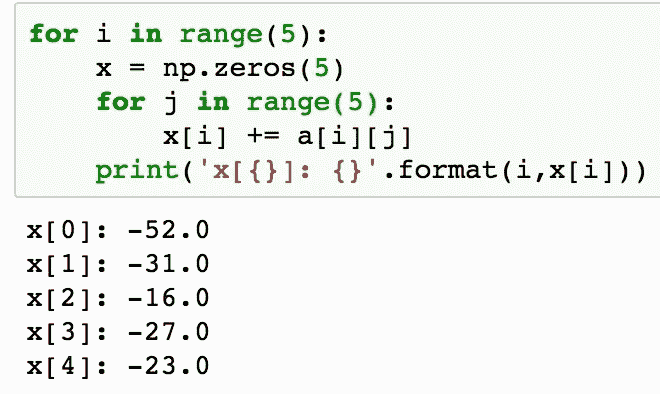 for i in range(5):
    x = np.zeros(5)
    for j in range(5):
        x[i] += a[i][j]
    print('x[{}]: {}'.format(i,x[i]))
x[0]: -52.0
x[1]: -31.0
x[2]: -16.0
x[3]: -27.0
x[4]: -23.0